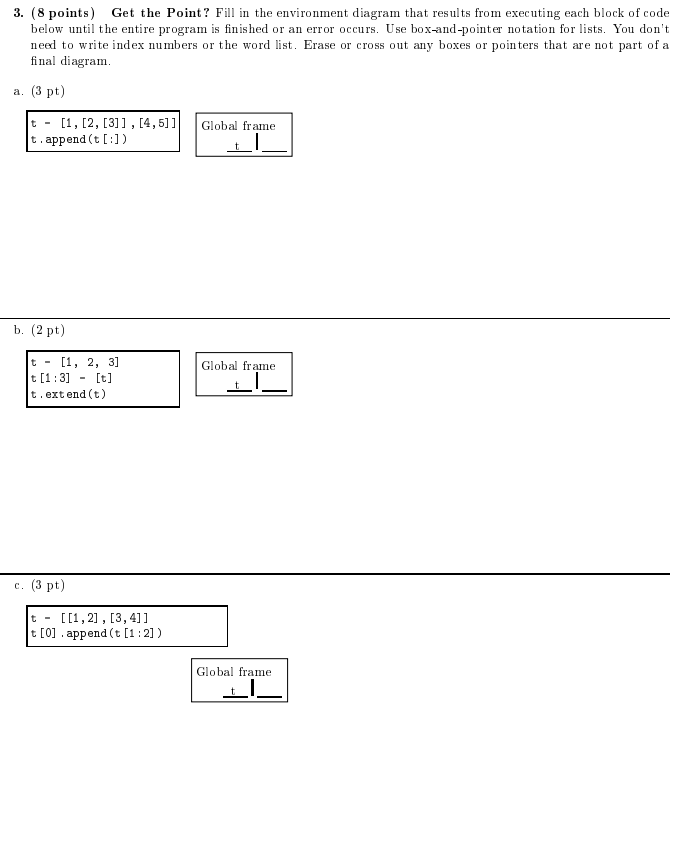 3. (8 points) Get the Point? Fill in the environment diagram that results from executing each block of code
below until the entire program is finished or an error occurs. Use box-and-pointer notation for lists. You don't
need to write index numbers or the word list. Erase or cross out any boxes or pointers that are not part of a
final diagram.
a. (3 pt)
t = [1,[2,[3]],[4,5]]
t.append(t[:])
Global frame
t
b. (2 pt)
t = [1, 2, 3]
t[1:3] = [t]
t.extend(t)
Global frame
t
c. (3 pt)
t = [[1,2],[3,4]]
t[0].append(t[1:2])
Global frame
t